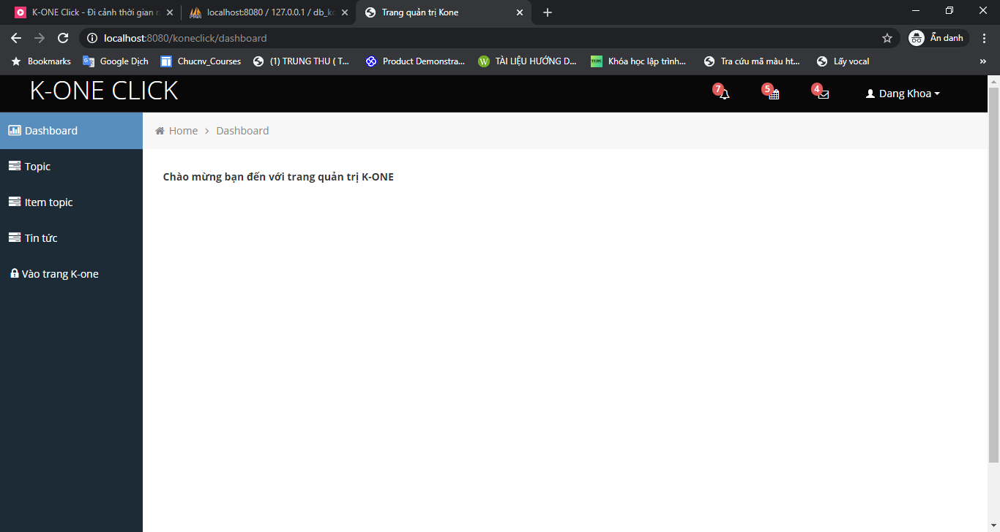 K-ONE Click - Đi cảnh thời gian
localhost:8080 / 127.0.0.1 / db_kc
Trang quản trị Kone
localhost:8080/koneclick/dashboard
Ẩn danh
Bookmarks
Google Dịch
Chucnv_Courses
(1) TRUNG THU ( T...
Product Demonstra...
TÀI LIỆU HƯỚNG D...
Khóa học lập trình...
Tra cứu mã màu ht...
Lấy vocal
»
K-ONE CLICK
7
5
4
Dang Khoa
Dashboard
Home > Dashboard
Topic
Chào mừng bạn đến với trang quản trị K-ONE
Item topic
Tin tức
Vào trang K-one